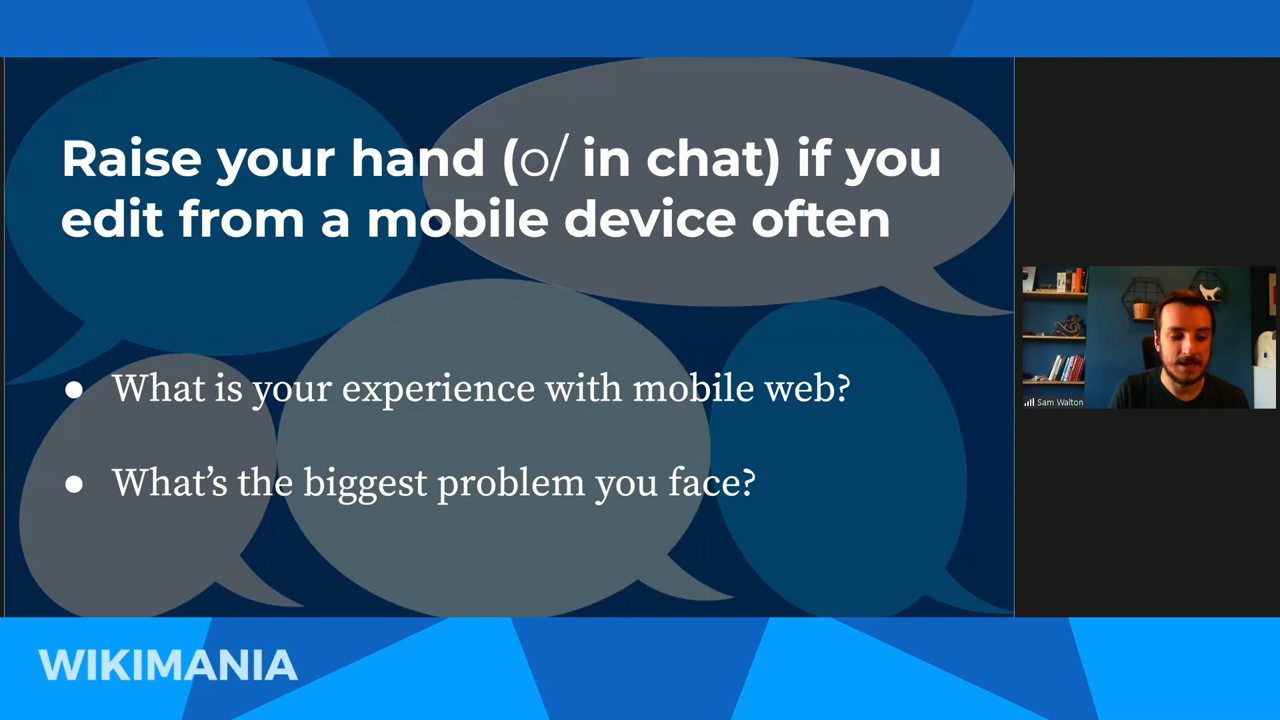 Raise your hand (o/ in chat) if you
edit from a mobile device often
● What is your experience with mobile web?
● What’s the biggest problem you face?
Sam Walton
WIKIMANIA